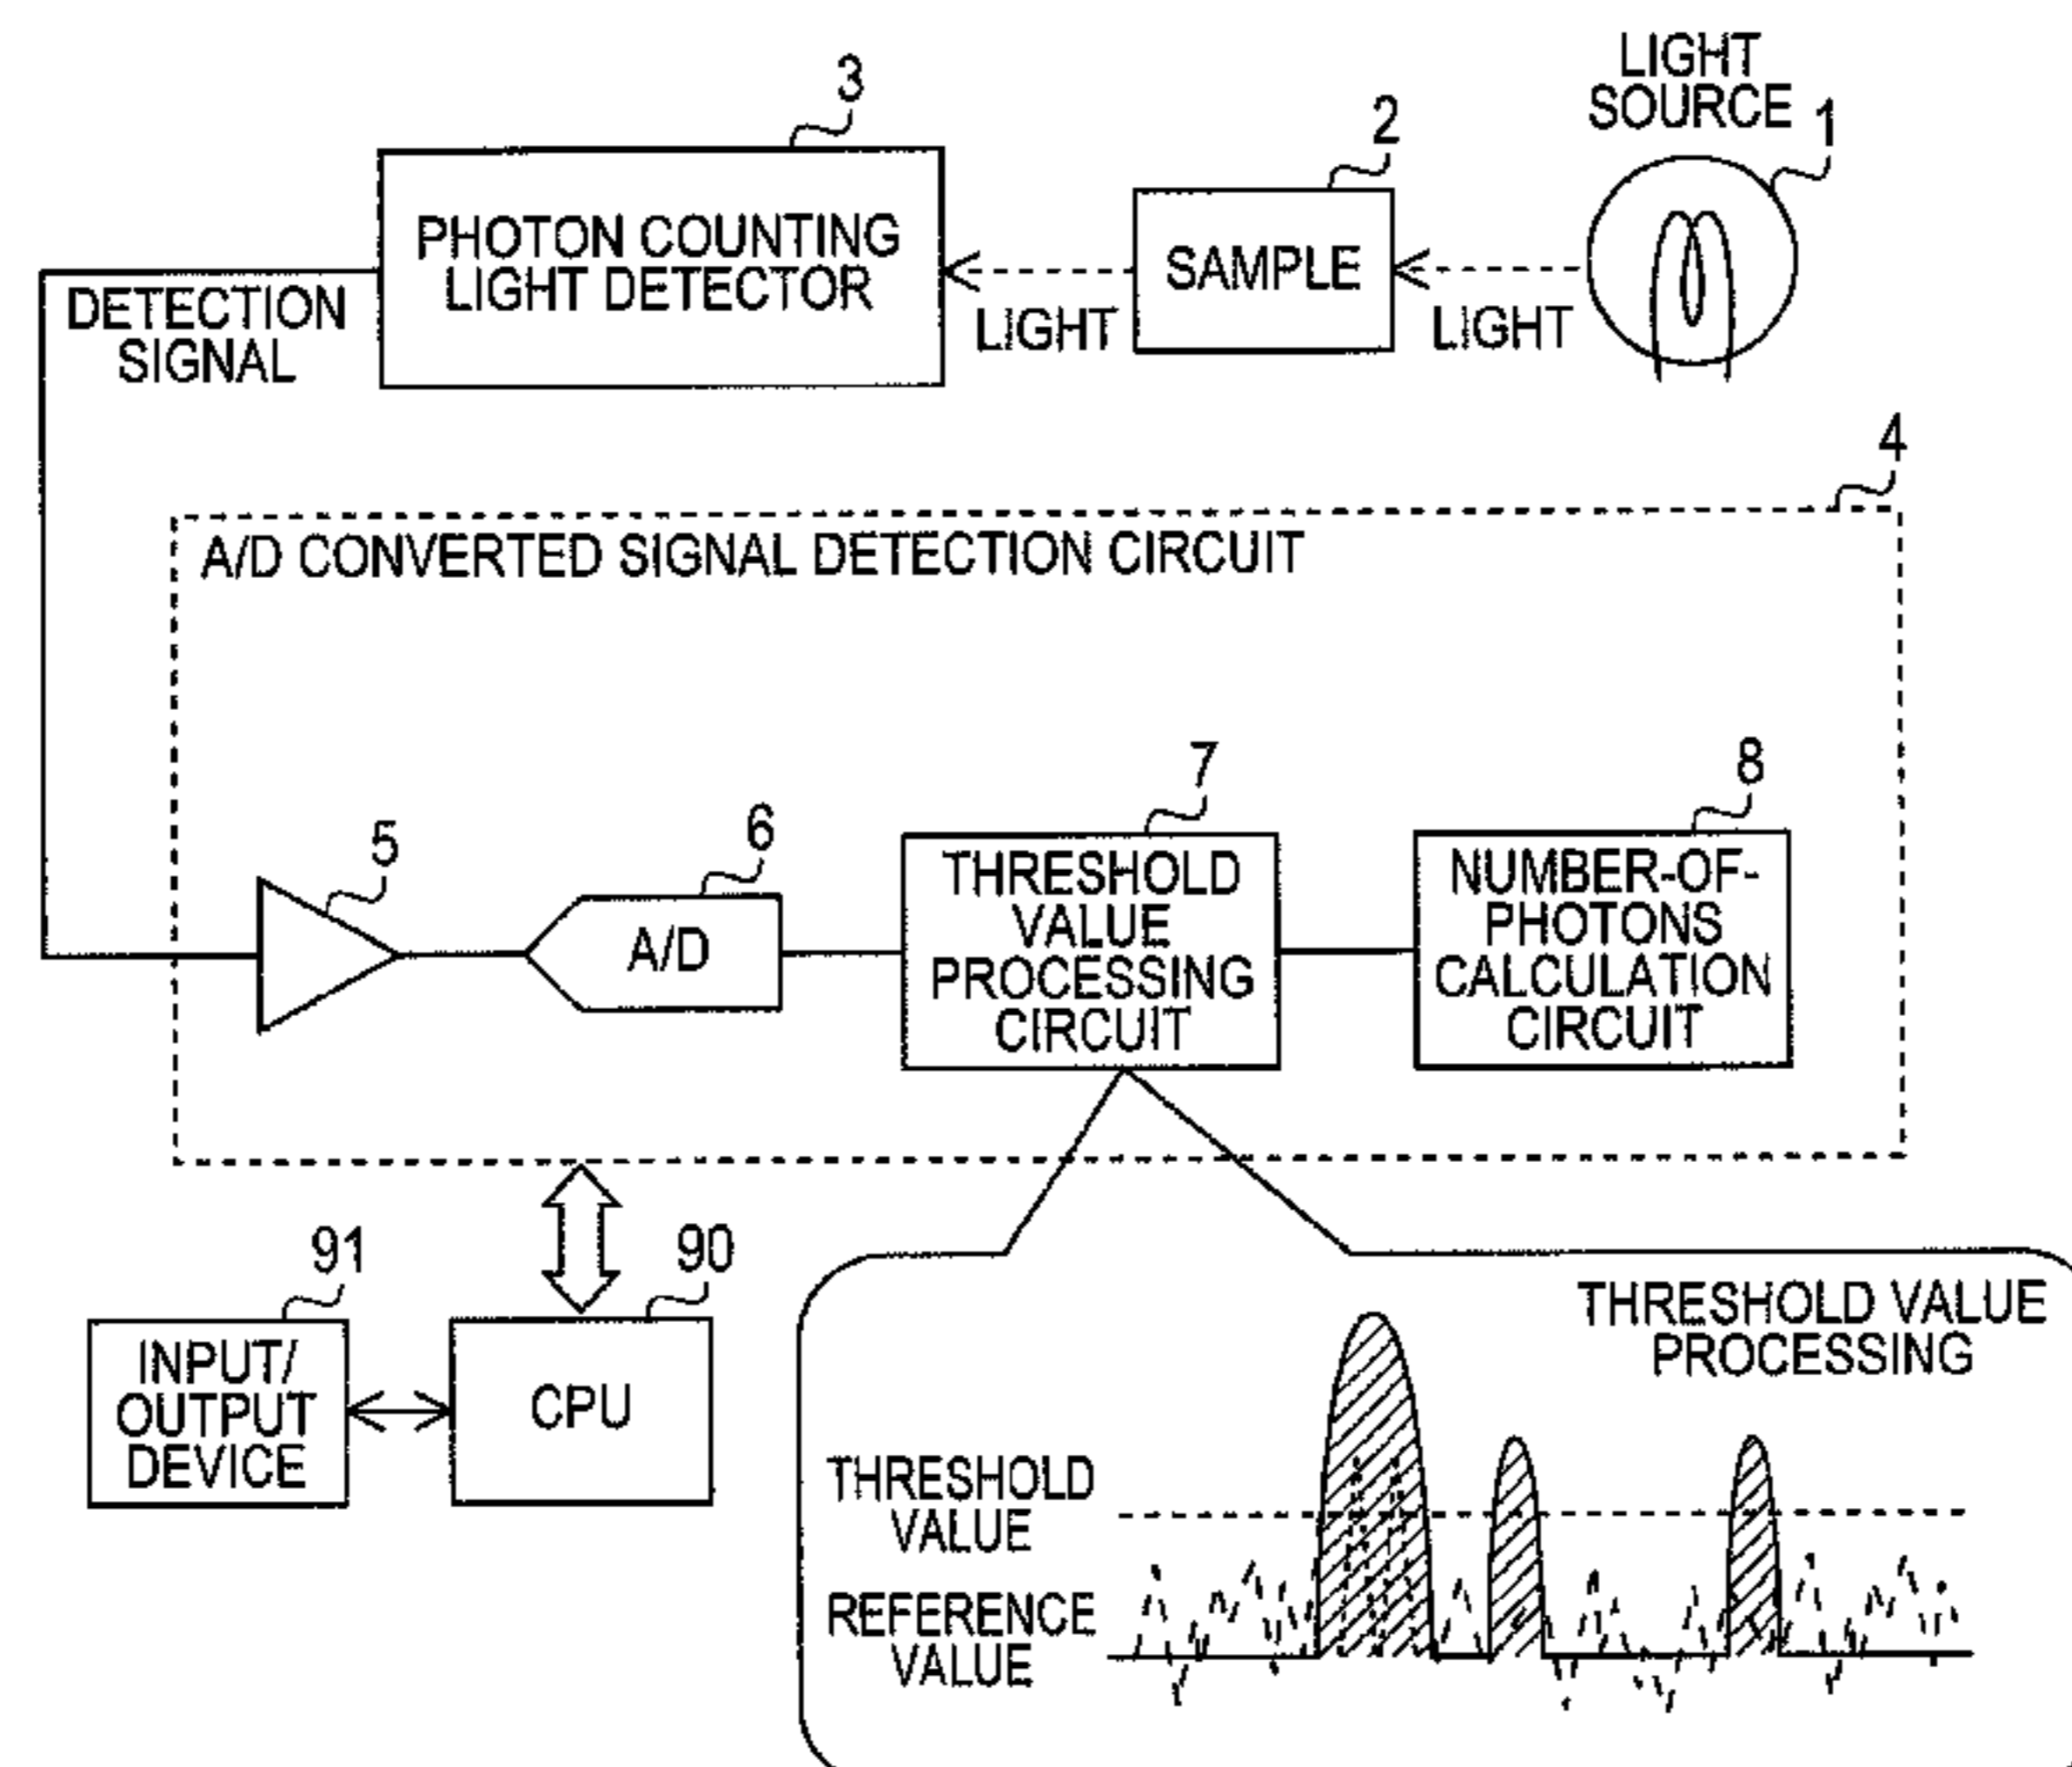 LIGHT
SOURCE
1
2
3
PHOTON COUNTING
LIGHT DETECTOR
SAMPLE
LIGHT
LIGHT
DETECTION
SIGNAL
4
A/D CONVERTED SIGNAL DETECTION CIRCUIT
5
6
A/D
7
THRESHOLD
VALUE
PROCESSING
CIRCUIT
8
NUMBER-OF-
PHOTONS
CALCULATION
CIRCUIT
91
INPUT/
OUTPUT
DEVICE
90
CPU
THRESHOLD VALUE
PROCESSING
THRESHOLD
VALUE
REFERENCE
VALUE